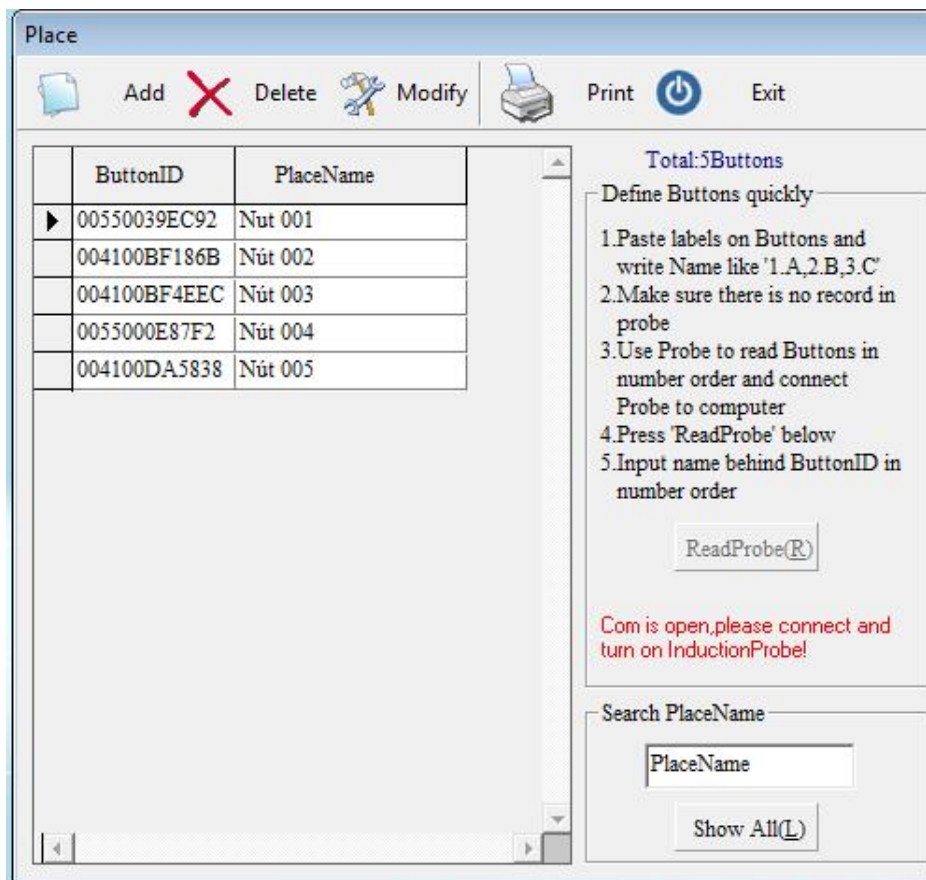 Place
Add Delete Modify Print Exit
ButtonID PlaceName
00550039EC92 Nut 001
004100BF186B Nút 002
004100BF4EEC Nút 003
0055000E87F2 Nút 004
004100DA5838 Nút 005
Total:5Buttons
Define Buttons quickly
1.Paste labels on Buttons and
write Name like '1.A,2.B,3.C'
2.Make sure there is no record in
probe
3.Use Probe to read Buttons in
number order and connect
Probe to computer
4.Press 'ReadProbe' below
5.Input name behind ButtonID in
number order
ReadProbe(R)
Com is open,please connect and
turn on InductionProbe!
Search PlaceName
PlaceName
Show All(L)